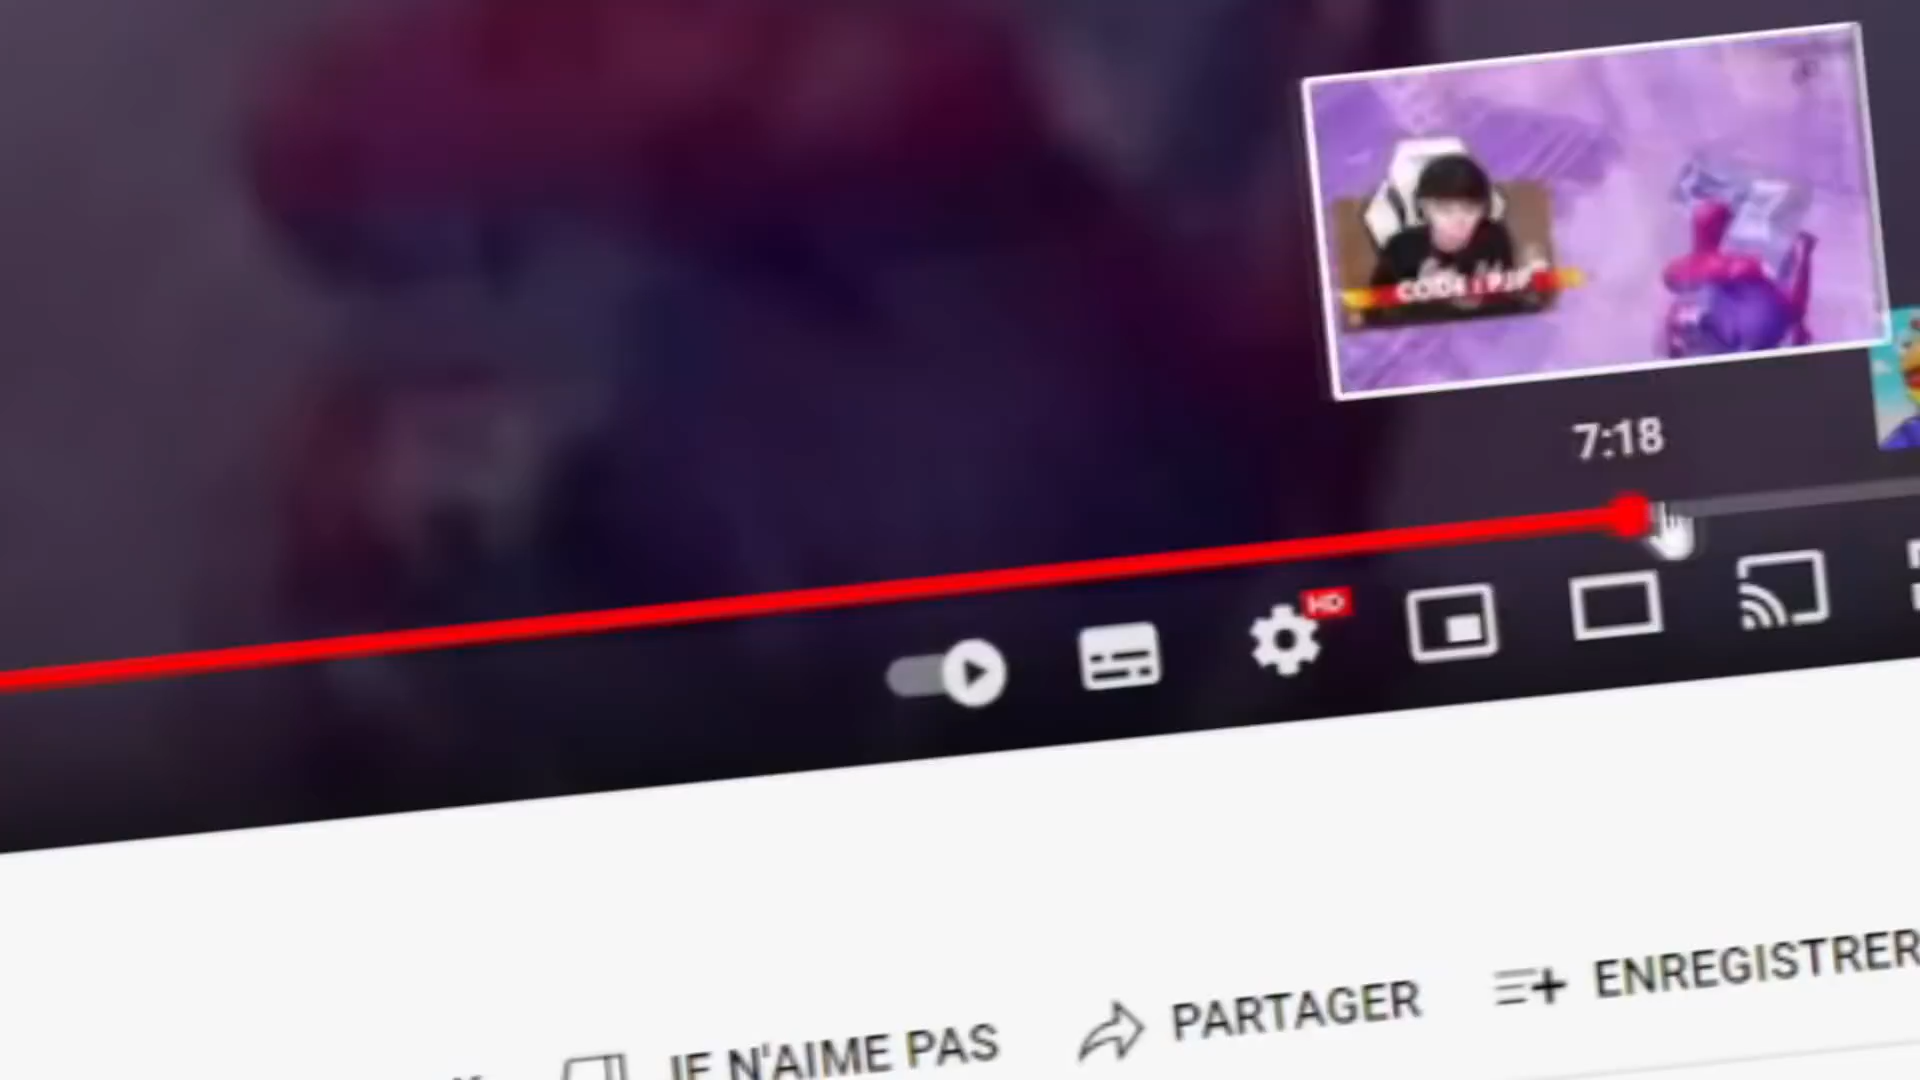 7:18
HD
JE N'AIME PAS
PARTAGER
ENREGISTRER